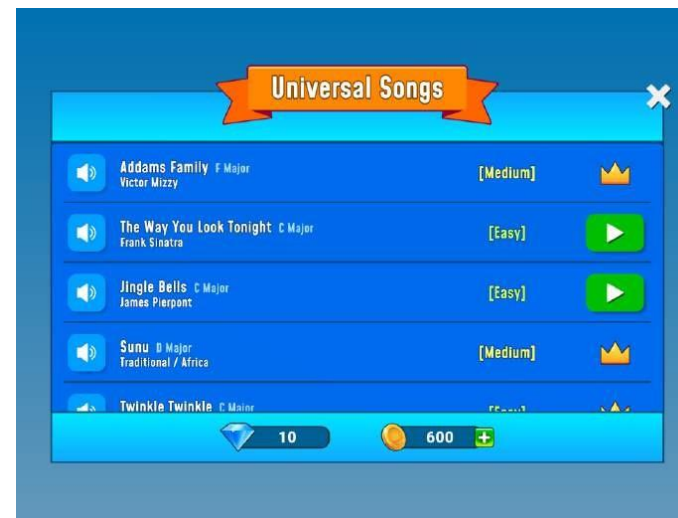 Universal Songs
Addams Family F Major [Medium]
Victor Mizzy
The Way You Look Tonight C Major [Easy]
Frank Sinatra
Jingle Bells C Major [Easy]
James Pierpont
Sunu D Major [Medium]
Traditional / Africa
Twinkle Twinkle C Major [Easy]
10 600